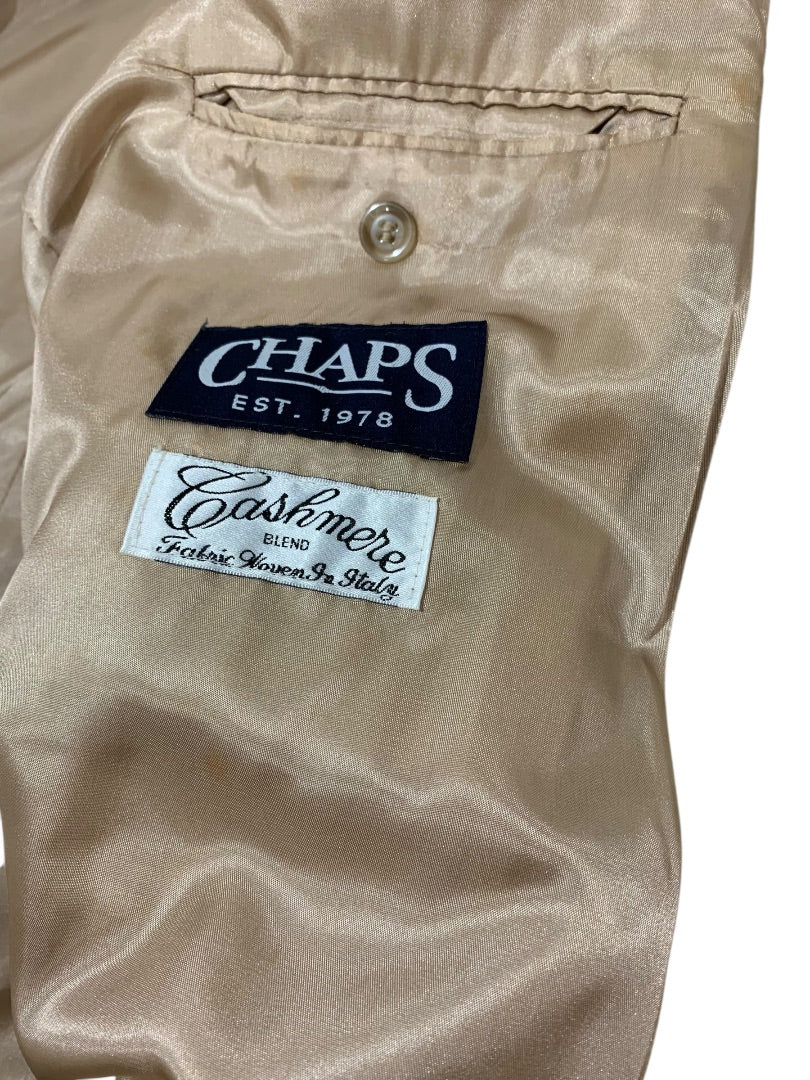 CHAPS
EST. 1978
Cashmere
BLEND
Fabric Woven In Italy